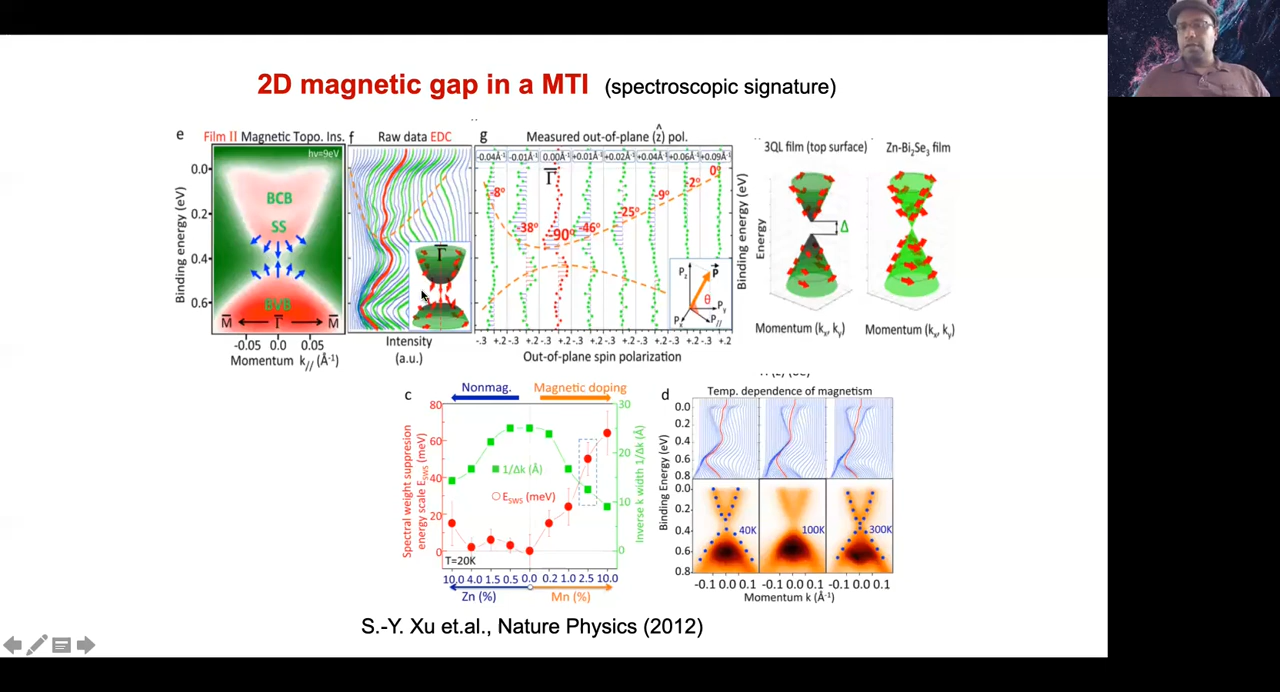 2D magnetic gap in a MTI (spectroscopic signature)
e Film II Magnetic Topo. Ins.
hν=9eV
BCB
SS
BVB
M̅ ← Γ̅ → M̅
Binding energy (eV)
0.0
0.2
0.4
0.6
-0.05 0.0 0.05
Momentum k// (Å⁻¹)
f Raw data EDC
Γ̅
Intensity
(a.u.)
g Measured out-of-plane (ẑ) pol.
-0.04Å⁻¹ -0.01Å⁻¹ 0.00Å⁻¹ +0.01Å⁻¹ +0.02Å⁻¹ +0.04Å⁻¹ +0.06Å⁻¹ +0.09Å⁻¹
Γ̅
-8° -38° -90° -46° -25° -9° -2° 0°
Pz P θ Py Px P//
-.3 +.2 -.3 +.2 -.3 +.2 -.3 +.2 -.3 +.2 -.3 +.2 -.3 +.2 -.3 +.2
Out-of-plane spin polarization
Binding energy (eV)
3QL film (top surface) Zn-Bi2Se3 film
Energy
Δ
Momentum (kx, ky) Momentum (kx, ky)
c Nonmag. Magnetic doping
Spectral weight suppresion
energy scale ESWS (meV)
80
60
40
20
0
1/Δk (Å)
ESWS (meV)
T=20K
30
20
10
0
Inverse k width 1/Δk (Å)
10.0 4.0 1.5 0.5 0.0 0.2 1.0 2.5 10.0
Zn (%) Mn (%)
d Temp. dependence of magnetism
Binding Energy (eV)
0.0
0.2
0.4
0.6
0.8
0.0
0.2
0.4
0.6
0.8
40K 100K 300K
-0.1 0.0 0.1 -0.1 0.0 0.1 -0.1 0.0 0.1
Momentum k (Å⁻¹)
S.-Y. Xu et.al., Nature Physics (2012)